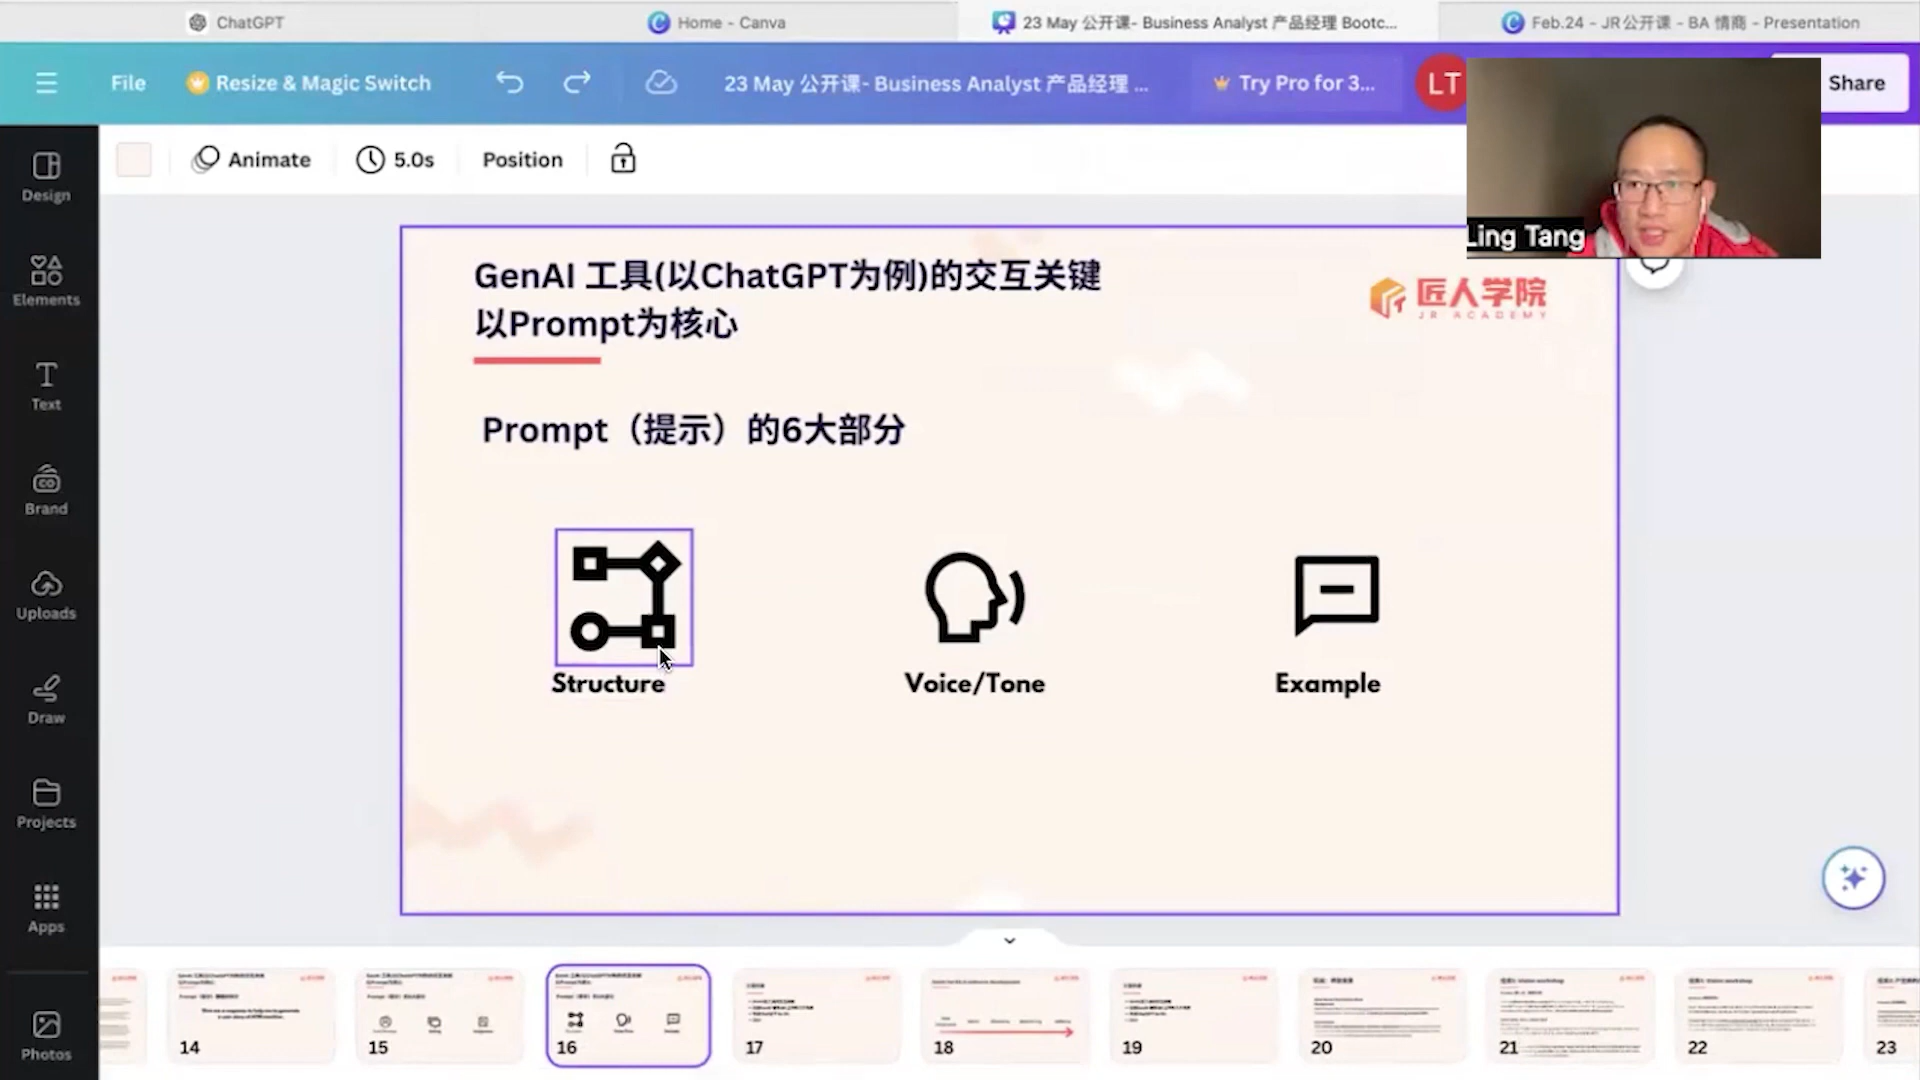 ChatGPT
Home - Canva
23 May 公开课- Business Analyst 产品经理 Bootc...
Feb.24 - JR公开课 - BA 情商 - Presentation
File
Resize & Magic Switch
23 May 公开课- Business Analyst 产品经理 ...
Try Pro for 3...
LT
Share
Animate
5.0s
Position
Ling Tang
Design
Elements
Text
Brand
Uploads
Draw
Projects
Apps
Photos
GenAI 工具(以ChatGPT为例)的交互关键
以Prompt为核心
匠人学院
JR ACADEMY
Prompt（提示）的6大部分
Structure
Voice/Tone
Example
14
15
16
17
18
19
20
21
22
23